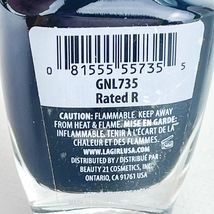 0 81555 55735 5
GNL735
Rated R
CAUTION: FLAMMABLE. KEEP AWAY
FROM HEAT & FLAME. MISE EN GARDE:
INFLAMMABLE. TENIR À L'ÉCART DE LA
CHALEUR ET DES FLAMMES.
WWW.LAGIRLUSA.COM
DISTRIBUTED BY / DISTRIBUÉ PAR :
BEAUTY 21 COSMETICS, INC.
ONTARIO, CA 91761 USA